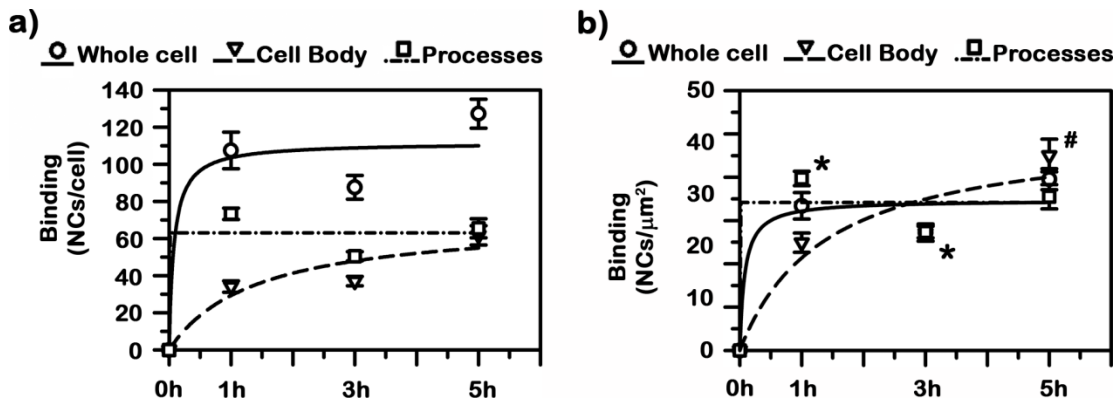 a)
Whole cell Cell Body Processes
Binding
(NCs/cell)
140
120
100
80
60
40
20
0
0h 1h 3h 5h
b)
Whole cell Cell Body Processes
Binding
(NCs/μm²)
50
40
30
20
10
0
*
*
#
0h 1h 3h 5h